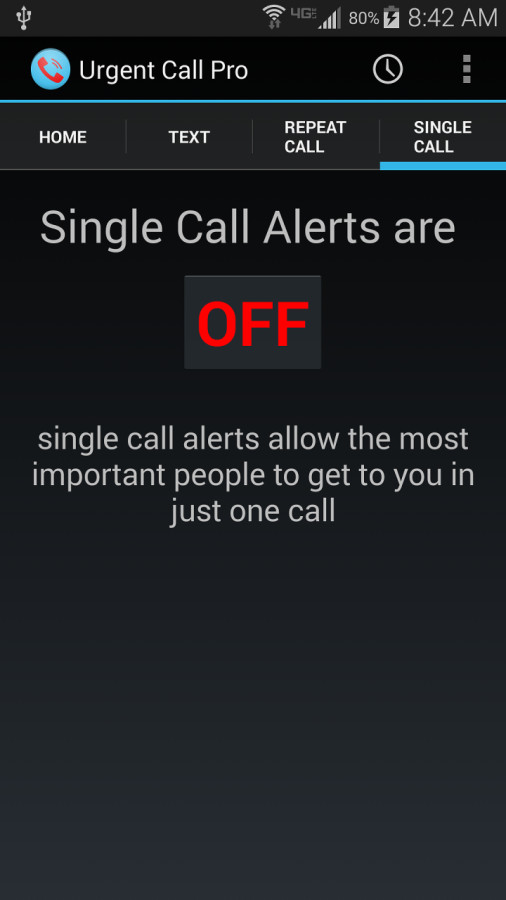 4G 80% 8:42 AM
Urgent Call Pro
HOME TEXT REPEAT CALL SINGLE CALL
Single Call Alerts are
OFF
single call alerts allow the most
important people to get to you in
just one call